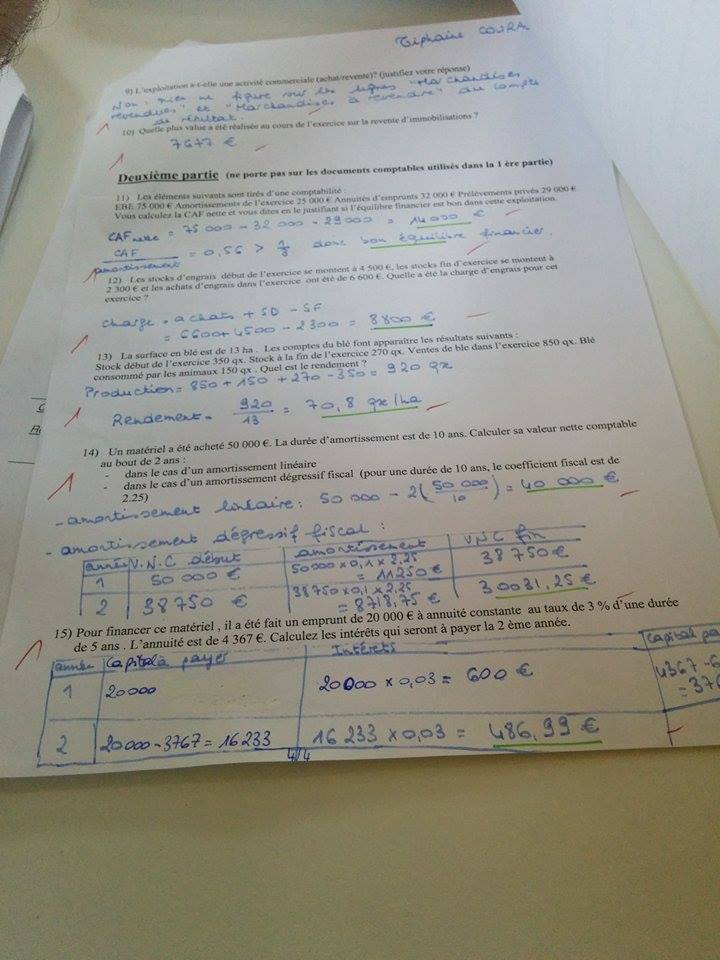 Tiphaine COURA
9) L'exploitation a-t-elle une activité commerciale (achat/revente)? (justifiez votre réponse)
Non, rien ne figure sur les lignes "Marchandises
revendues" et "Marchandises à revendre" du compte
de résultat.
10) Quelle plus value a été réalisée au cours de l'exercice sur la revente d'immobilisations ?
7677 €
Deuxième partie (ne porte pas sur les documents comptables utilisés dans la 1 ère partie)
11) Les éléments suivants sont tirés d'une comptabilité :
EBE 75 000 € Amortissements de l'exercice 25 000 € Annuités d'emprunts 32 000 € Prélèvements privés 29 000 €
Vous calculez la CAF nette et vous dites en le justifiant si l'équilibre financier est bon dans cette exploitation.
CAF nette = 75 000 - 32 000 - 29 000 = 14 000 €
CAF / amortissement = 0,56 > 1/3 donc bon équilibre financier.
12) Les stocks d'engrais début de l'exercice se montent à 4 500 €, les stocks fin d'exercice se montent à
2 300 € et les achats d'engrais dans l'exercice ont été de 6 600 €. Quelle a été la charge d'engrais pour cet
exercice ?
charge = achats + SD - SF
= 6600 + 4500 - 2300 = 8800 €
13) La surface en blé est de 13 ha . Les comptes du blé font apparaître les résultats suivants :
Stock début de l'exercice 350 qx. Stock à la fin de l'exercice 270 qx. Ventes de ble dans l'exercice 850 qx. Blé
consommé par les animaux 150 qx . Quel est le rendement ?
Production = 850 + 150 + 270 - 350 = 920 qx
Rendement = 920 / 13 = 70,8 qx/ha
14) Un matériel a été acheté 50 000 €. La durée d'amortissement est de 10 ans. Calculer sa valeur nette comptable
au bout de 2 ans :
- dans le cas d'un amortissement linéaire
- dans le cas d'un amortissement dégressif fiscal (pour une durée de 10 ans, le coefficient fiscal est de
2.25)
- amortissement linéaire : 50 000 - 2(50 000 / 10) = 40 000 €
- amortissement dégressif fiscal :
année V.N.C début amortissement VNC fin
1 50 000 € 50000 x 0,1 x 2,25 = 11250 € 38 750 €
2 38 750 € 38750 x 0,1 x 2,25 = 8718,75 € 30031,25 €
15) Pour financer ce matériel , il a été fait un emprunt de 20 000 € à annuité constante au taux de 3 % d'une durée
de 5 ans . L'annuité est de 4 367 €. Calculez les intérêts qui seront à payer la 2 ème année.
année Capital à payer Intérêts Capital
1 20000 20000 x 0,03 = 600 € 4367 - 6
2 20000 - 3767 = 16 233 16 233 x 0,03 = 486,99 €
4/4